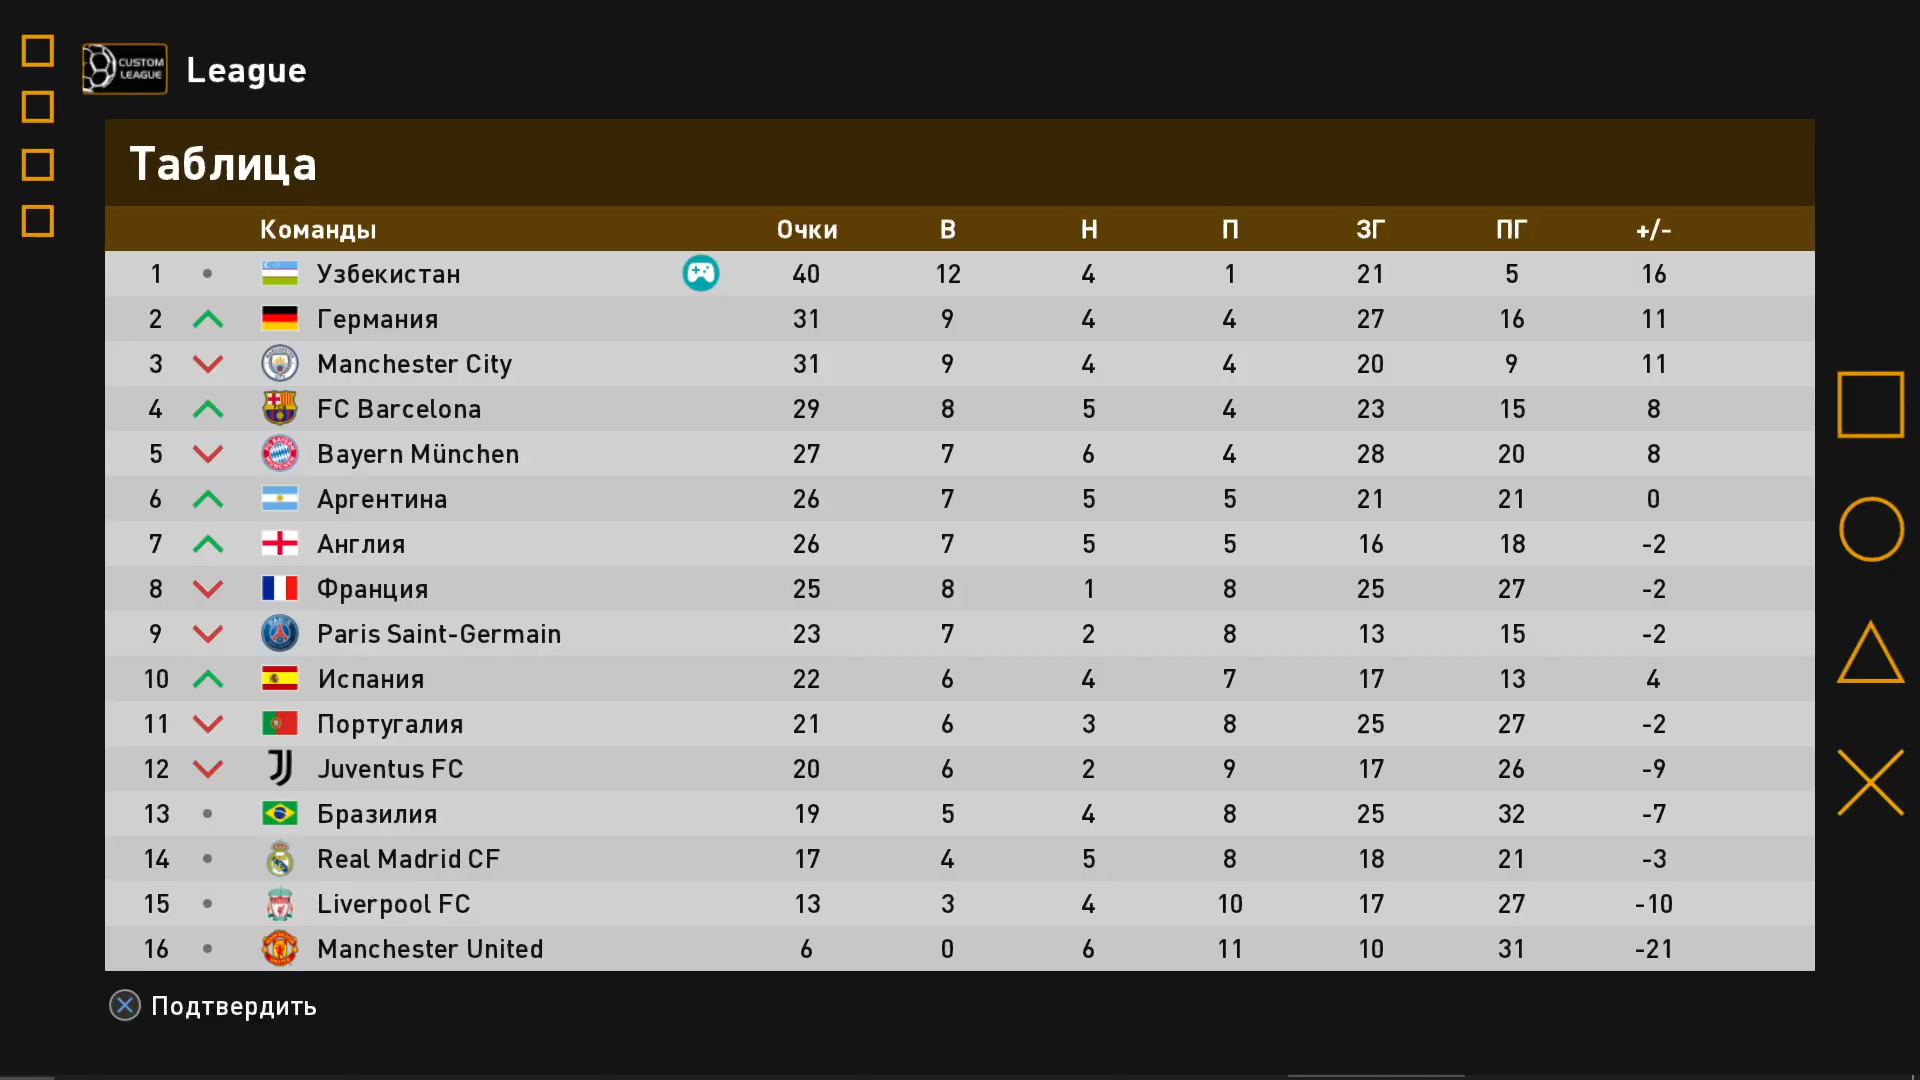 CUSTOM LEAGUE League
Таблица
Команды Очки В Н П ЗГ ПГ +/-
1 Узбекистан 40 12 4 1 21 5 16
2 Германия 31 9 4 4 27 16 11
3 Manchester City 31 9 4 4 20 9 11
4 FC Barcelona 29 8 5 4 23 15 8
5 Bayern München 27 7 6 4 28 20 8
6 Аргентина 26 7 5 5 21 21 0
7 Англия 26 7 5 5 16 18 -2
8 Франция 25 8 1 8 25 27 -2
9 Paris Saint-Germain 23 7 2 8 13 15 -2
10 Испания 22 6 4 7 17 13 4
11 Португалия 21 6 3 8 25 27 -2
12 Juventus FC 20 6 2 9 17 26 -9
13 Бразилия 19 5 4 8 25 32 -7
14 Real Madrid CF 17 4 5 8 18 21 -3
15 Liverpool FC 13 3 4 10 17 27 -10
16 Manchester United 6 0 6 11 10 31 -21
Подтвердить